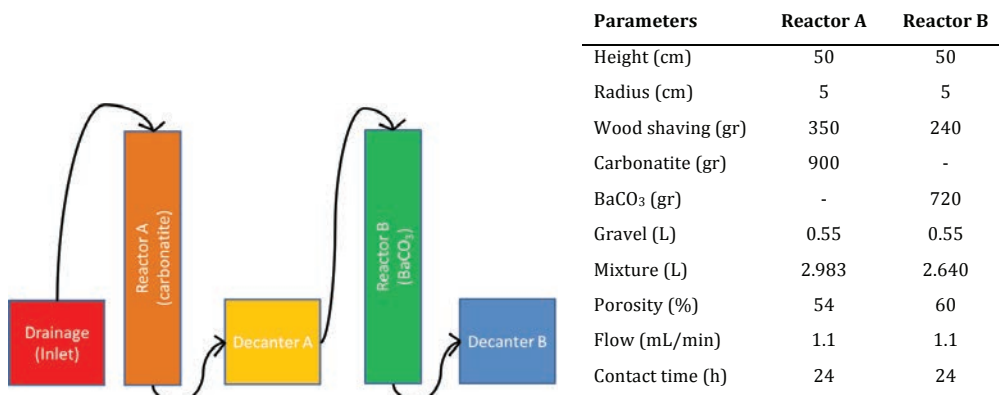 Drainage
(Inlet)
Reactor A
(carbonatite)
Decanter A
Reactor B
(BaCO₃)
Decanter B
Parameters Reactor A Reactor B
Height (cm) 50 50
Radius (cm) 5 5
Wood shaving (gr) 350 240
Carbonatite (gr) 900 -
BaCO₃ (gr) - 720
Gravel (L) 0.55 0.55
Mixture (L) 2.983 2.640
Porosity (%) 54 60
Flow (mL/min) 1.1 1.1
Contact time (h) 24 24